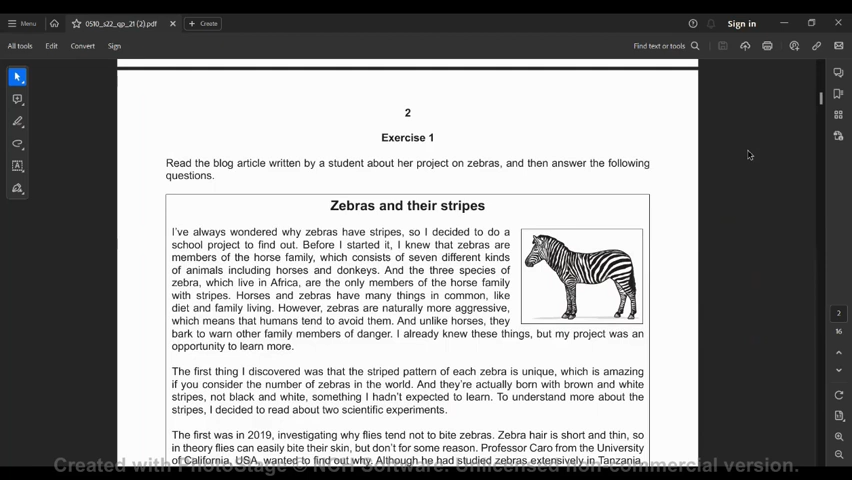 Menu
0510_s22_qp_21 (2).pdf
Create
Sign in
All tools
Edit
Convert
Sign
Find text or tools
2
Exercise 1
Read the blog article written by a student about her project on zebras, and then answer the following
questions.
Zebras and their stripes
I've always wondered why zebras have stripes, so I decided to do a
school project to find out. Before I started it, I knew that zebras are
members of the horse family, which consists of seven different kinds
of animals including horses and donkeys. And the three species of
zebra, which live in Africa, are the only members of the horse family
with stripes. Horses and zebras have many things in common, like
diet and family living. However, zebras are naturally more aggressive,
which means that humans tend to avoid them. And unlike horses, they
bark to warn other family members of danger. I already knew these things, but my project was an
opportunity to learn more.
The first thing I discovered was that the striped pattern of each zebra is unique, which is amazing
if you consider the number of zebras in the world. And they're actually born with brown and white
stripes, not black and white, something I hadn't expected to learn. To understand more about the
stripes, I decided to read about two scientific experiments.
The first was in 2019, investigating why flies tend not to bite zebras. Zebra hair is short and thin, so
in theory flies can easily bite their skin, but don't for some reason. Professor Caro from the University
of California, USA, wanted to find out why. Although he had studied zebras extensively in Tanzania,
2
16
Created with PhotoStage © NCH Software. Unlicensed non-commercial version.